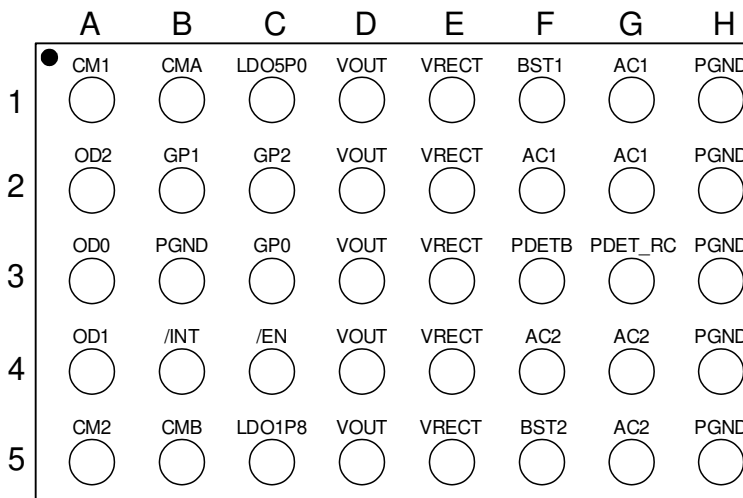 A B C D E F G H
1 CM1 CMA LDO5P0 VOUT VRECT BST1 AC1 PGND
2 OD2 GP1 GP2 VOUT VRECT AC1 AC1 PGND
3 OD0 PGND GP0 VOUT VRECT PDETB PDET_RC PGND
4 OD1 /INT /EN VOUT VRECT AC2 AC2 PGND
5 CM2 CMB LDO1P8 VOUT VRECT BST2 AC2 PGND